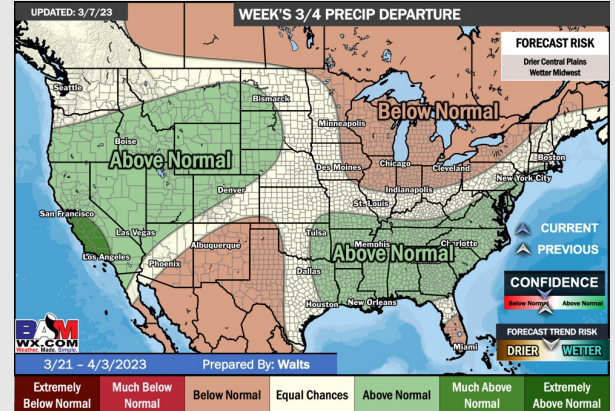 UPDATED: 3/7/23
WEEK'S 3/4 PRECIP DEPARTURE
FORECAST RISK
Drier Central Plains
Wetter Midwest
Seattle
Bismarck
Below Normal
Minneapolis
Boise
Above Normal
Boston
Des Moines
Chicago
Cleveland
New York City
Denver
Indianapolis
San Francisco
St. Louis
Las Vegas
CURRENT
Tulsa
Memphis
Charlotte
Albuquerque
Above Normal
PREVIOUS
Los Angeles
Phoenix
Dallas
CONFIDENCE
Below Normal
Above Normal
Houston
New Orleans
BAM
WX.COM
Weather. Made. Simple.
FORECAST TREND RISK
DRIER
WETTER
Miami
3/21 – 4/3/2023
Prepared By: Walts
Extremely Below Normal
Much Below Normal
Below Normal
Equal Chances
Above Normal
Much Above Normal
Extremely Above Normal